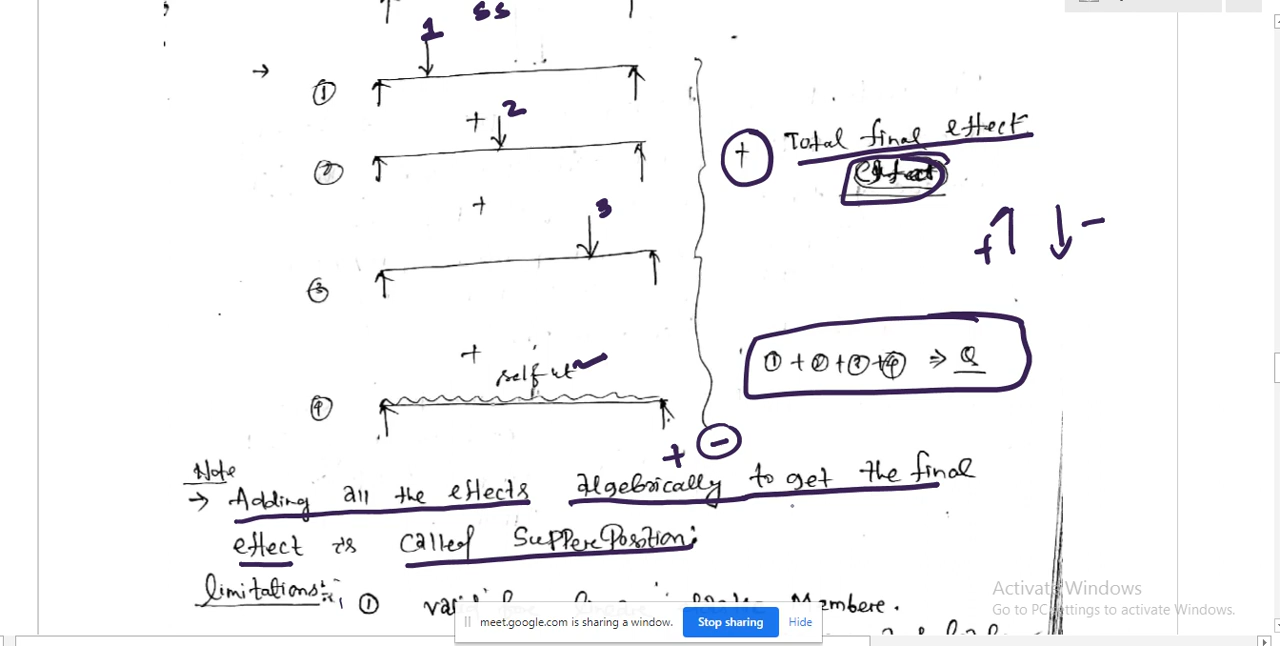 1 SS
→
①
+ 2
②
+ 3
③
+
self wt
④
+ Total final effect
+ ↑ ↓ -
① + ② + ③ + ④ ⇒ Q
+ -
Note
→ Adding all the effects algebrically to get the final
effect is called SupperPosition:
limitations:; ① Membere.
Activate Windows
Go to PC settings to activate Windows.
meet.google.com is sharing a window. Stop sharing Hide